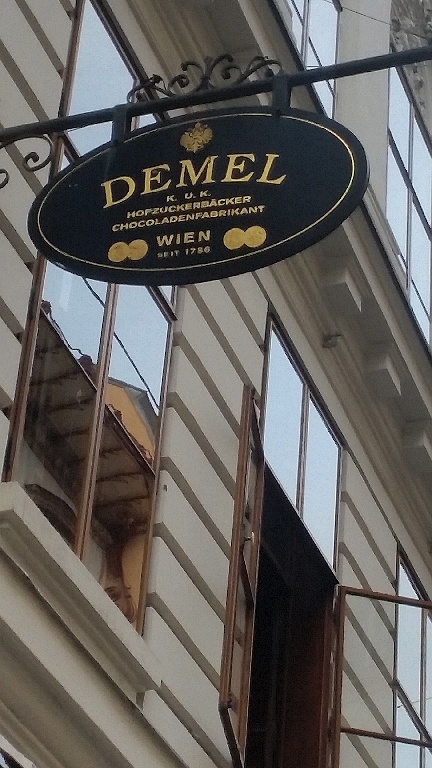 DEMEL
K. U. K.
HOFZUCKERBÄCKER
CHOCOLADENFABRIKANT
WIEN
SEIT 1786